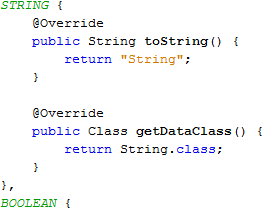 STRING {
    @Override
    public String toString() {
        return "String";
    }

    @Override
    public Class getDataClass() {
        return String.class;
    }
},
BOOLEAN {